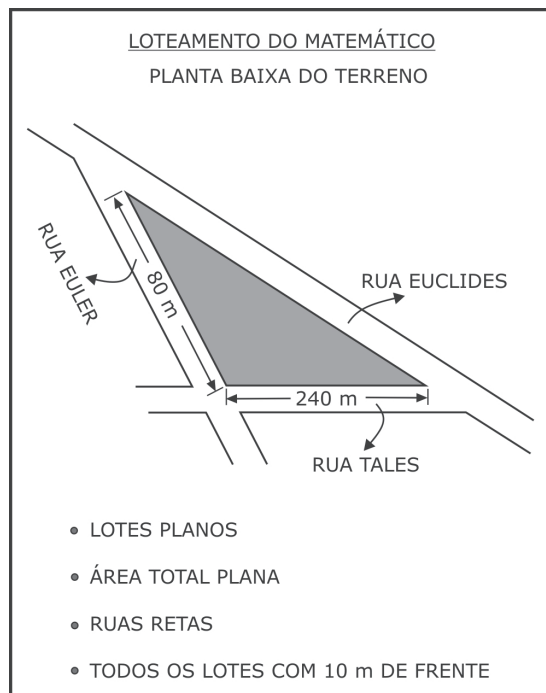 LOTEAMENTO DO MATEMÁTICO
PLANTA BAIXA DO TERRENO
RUA EULER
80 m
RUA EUCLIDES
240 m
RUA TALES
• LOTES PLANOS
• ÁREA TOTAL PLANA
• RUAS RETAS
• TODOS OS LOTES COM 10 m DE FRENTE